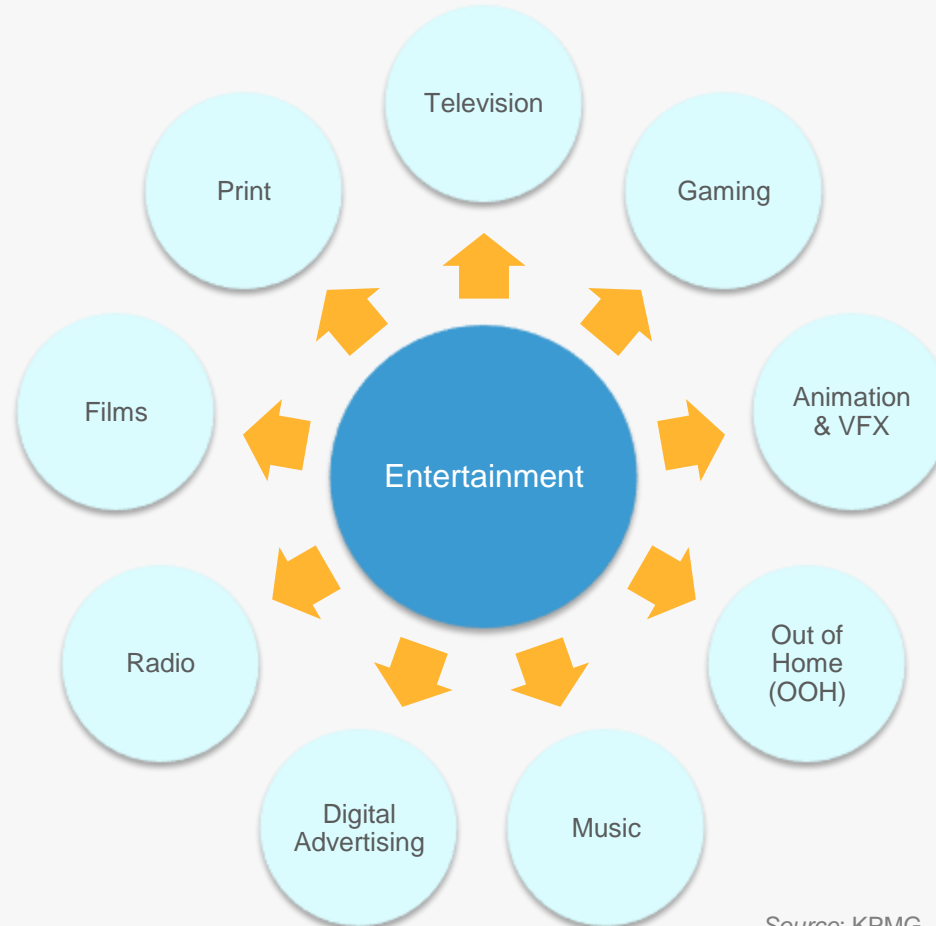 Television
Print
Gaming
Films
Animation
& VFX
Entertainment
Radio
Out of
Home
(OOH)
Digital
Advertising
Music
Source: KPMG